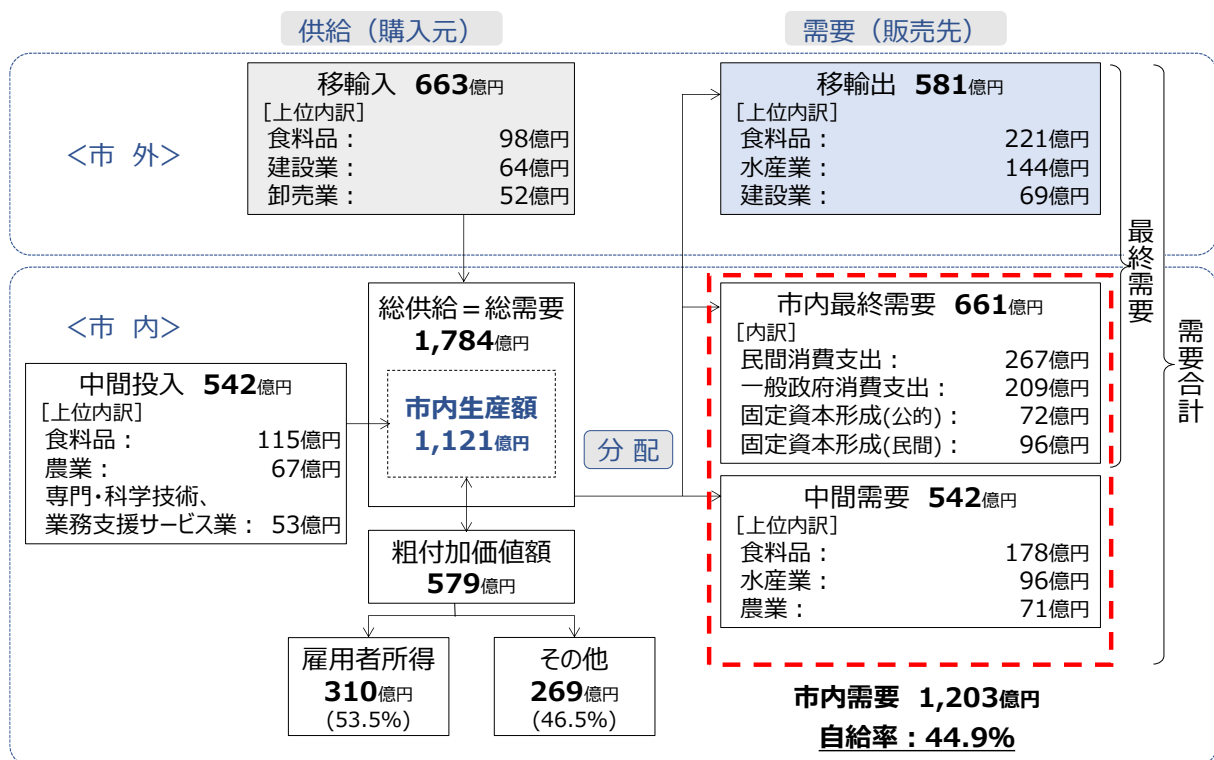 供給（購入元）
需要（販売先）
＜市 外＞
移輸入 663億円
[上位内訳]
食料品： 98億円
建設業： 64億円
卸売業： 52億円
移輸出 581億円
[上位内訳]
食料品： 221億円
水産業： 144億円
建設業： 69億円
最終需要
需要合計
＜市 内＞
総供給＝総需要
1,784億円
市内生産額
1,121億円
中間投入 542億円
[上位内訳]
食料品： 115億円
農業： 67億円
専門・科学技術、
業務支援サービス業： 53億円
分 配
市内最終需要 661億円
[内訳]
民間消費支出： 267億円
一般政府消費支出： 209億円
固定資本形成(公的)： 72億円
固定資本形成(民間)： 96億円
中間需要 542億円
[上位内訳]
食料品： 178億円
水産業： 96億円
農業： 71億円
粗付加価値額
579億円
雇用者所得
310億円
(53.5%)
その他
269億円
(46.5%)
市内需要 1,203億円
自給率：44.9%